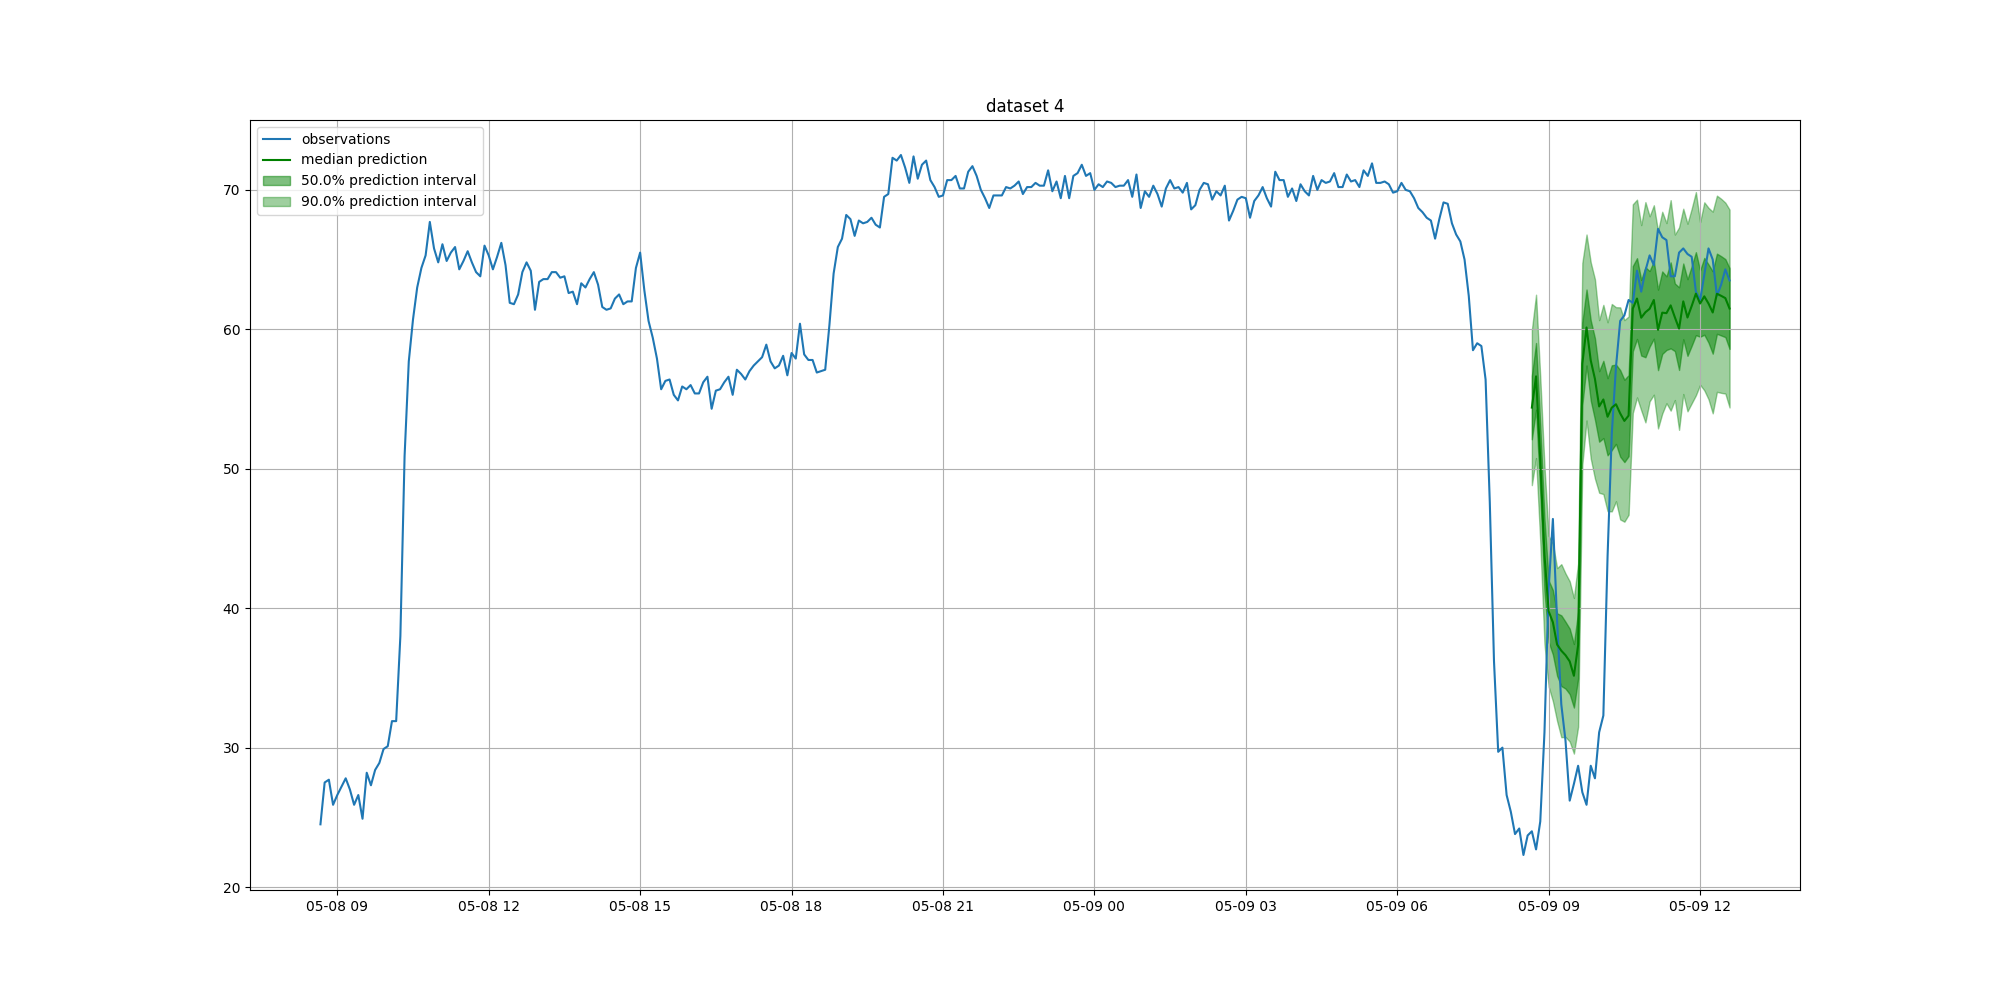 dataset 4
observations
median prediction
50.0% prediction interval
90.0% prediction interval
70
60
50
40
30
20
05-08 09 05-08 12 05-08 15 05-08 18 05-08 21 05-09 00 05-09 03 05-09 06 05-09 09 05-09 12